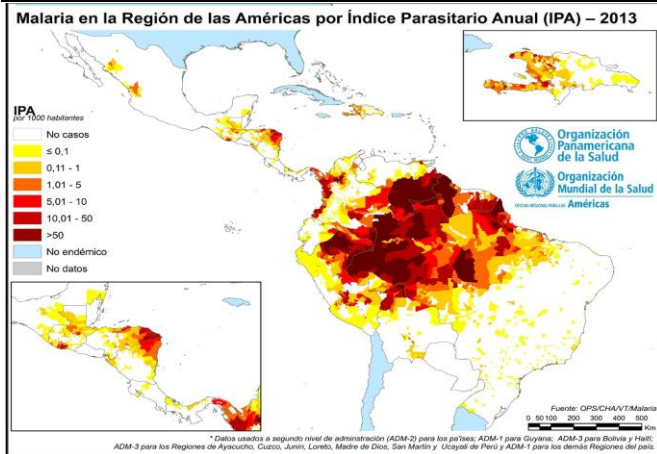 Malaria en la Región de las Américas por Índice Parasitario Anual (IPA) – 2013
IPA
por 1000 habitantes
No casos
≤ 0,1
0,11 - 1
1,01 - 5
5,01 - 10
10,01 - 50
>50
No endémico
No datos
Organización
Panamericana
de la Salud
Organización
Mundial de la Salud
OFICINA REGIONAL PARA LAS Américas
Fuente: OPS/CHA/VT/Malaria
0 50 100 200 300 400 500
Km
* Datos usados a segundo nivel de adminstración (ADM-2) para los países; ADM-1 para Guyana; ADM-3 para Bolivia y Haití;
ADM-3 para los Regiones de Ayacucho, Cuzco, Junín, Loreto, Madre de Dios, San Martín y Ucayali de Perú y ADM-1 para los demás Regiones del país.